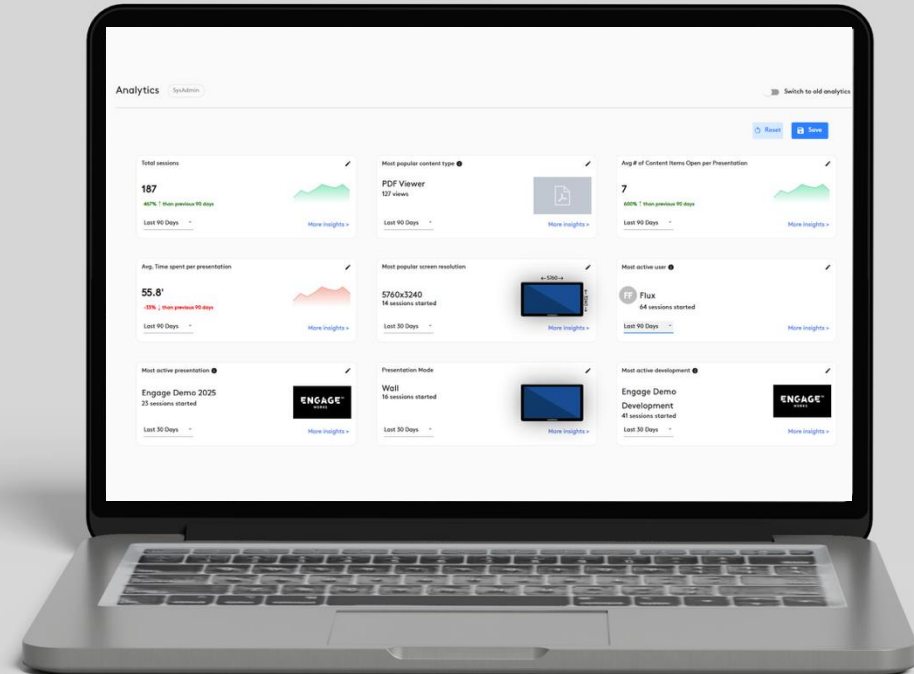 Analytics SysAdmin
Switch to old analytics
Reset Save
Total sessions
187
467% ↑ than previous 90 days
Last 90 Days
More insights >
Most popular content type
PDF Viewer
127 views
Last 90 Days
More insights >
Avg # of Content Items Open per Presentation
7
600% ↑ than previous 90 days
Last 90 Days
More insights >
Avg. Time spent per presentation
55.8'
-33% ↓ than previous 90 days
Last 90 Days
More insights >
Most popular screen resolution
5760x3240
14 sessions started
←5760→
Last 30 Days
More insights >
Most active user
FF Flux
64 sessions started
Last 90 Days
More insights >
Most active presentation
Engage Demo 2025
23 sessions started
ENGAGE
WORKS
Last 30 Days
More insights >
Presentation Mode
Wall
16 sessions started
Last 30 Days
More insights >
Most active development
Engage Demo
Development
41 sessions started
ENGAGE
WORKS
Last 30 Days
More insights >